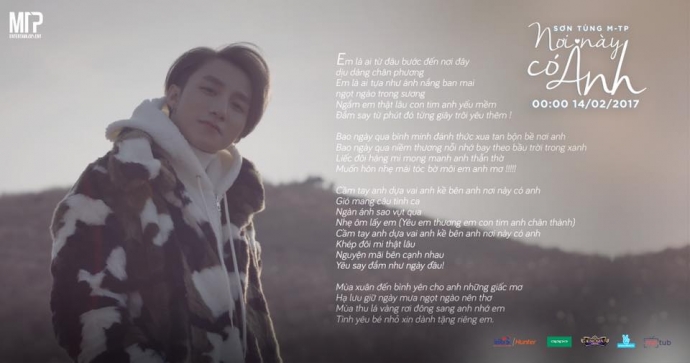 MTP
ENTERTAINMENT
SƠN TÙNG M-TP
Nơi này
có Anh
00:00 14/02/2017
Em là ai từ đâu bước đến nơi đây
dịu dàng chân phương
Em là ai tựa như ánh nắng ban mai
ngọt ngào trong sương
Ngắm em thật lâu con tim anh yếu mềm
Đắm say từ phút đó từng giây trôi yêu thêm !
Bao ngày qua bình minh đánh thức xua tan bộn bề nơi anh
Bao ngày qua niềm thương nỗi nhớ bay theo bầu trời trong xanh
Liếc đôi hàng mi mong manh anh thẫn thờ
Muốn hôn nhẹ mái tóc bờ môi em anh mơ !!!!!
Cầm tay anh dựa vai anh kề bên anh nơi này có anh
Gió mang câu tình ca
Ngàn ánh sao vụt qua
Nhẹ ôm lấy em (Yêu em thương em con tim anh chân thành)
Cầm tay anh dựa vai anh kề bên anh nơi này có anh
Khép đôi mi thật lâu
Nguyện mãi bên cạnh nhau
Yêu say đắm như ngày đầu!
Mùa xuân đến bình yên cho anh những giấc mơ
Hạ lưu giữ ngày mưa ngọt ngào nên thơ
Mùa thu lá vàng rơi đông sang anh nhớ em
Tình yêu bé nhỏ xin dành tặng riêng em.
Hunter
tub